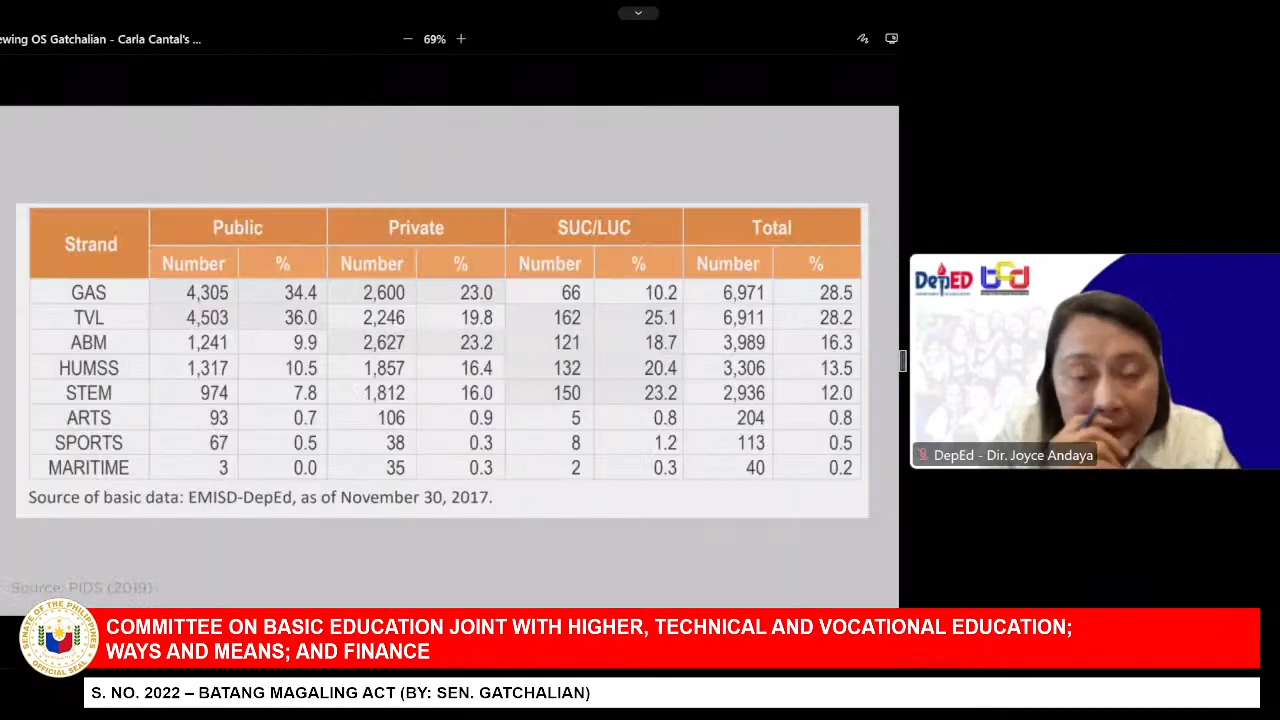 ewing OS Gatchalian - Carla Cantal's ...
69%
Strand Public Private SUC/LUC Total
Number % Number % Number % Number %
GAS 4,305 34.4 2,600 23.0 66 10.2 6,971 28.5
TVL 4,503 36.0 2,246 19.8 162 25.1 6,911 28.2
ABM 1,241 9.9 2,627 23.2 121 18.7 3,989 16.3
HUMSS 1,317 10.5 1,857 16.4 132 20.4 3,306 13.5
STEM 974 7.8 1,812 16.0 150 23.2 2,936 12.0
ARTS 93 0.7 106 0.9 5 0.8 204 0.8
SPORTS 67 0.5 38 0.3 8 1.2 113 0.5
MARITIME 3 0.0 35 0.3 2 0.3 40 0.2
Source of basic data: EMISD-DepEd, as of November 30, 2017.
Source: PIDS (2019)
DepED
DepEd - Dir. Joyce Andaya
SENATE OF THE PHILIPPINES
OFFICIAL SEAL
COMMITTEE ON BASIC EDUCATION JOINT WITH HIGHER, TECHNICAL AND VOCATIONAL EDUCATION;
WAYS AND MEANS; AND FINANCE
S. NO. 2022 – BATANG MAGALING ACT (BY: SEN. GATCHALIAN)